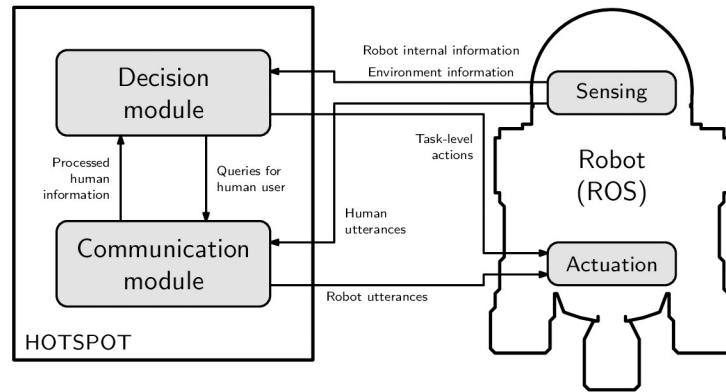 Robot internal information
Environment information
Decision
module
Sensing
Task-level
actions
Processed
human
information
Queries for
human user
Robot
(ROS)
Human
utterances
Communication
module
Actuation
Robot utterances
HOTSPOT